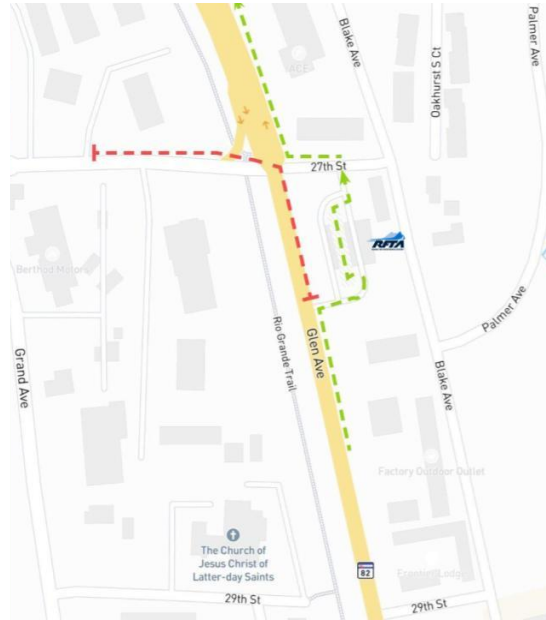 Blake Ave
Oakhurst S Ct
Palmer Ave
27th St
RFTA
Berthod Motors
Palmer Ave
Glen Ave
Rio Grande Trail
Grand Ave
Blake Ave
Factory Outdoor Outlet
The Church of
Jesus Christ of
Latter-day Saints
82
Frontier Lodge
29th St
29th St